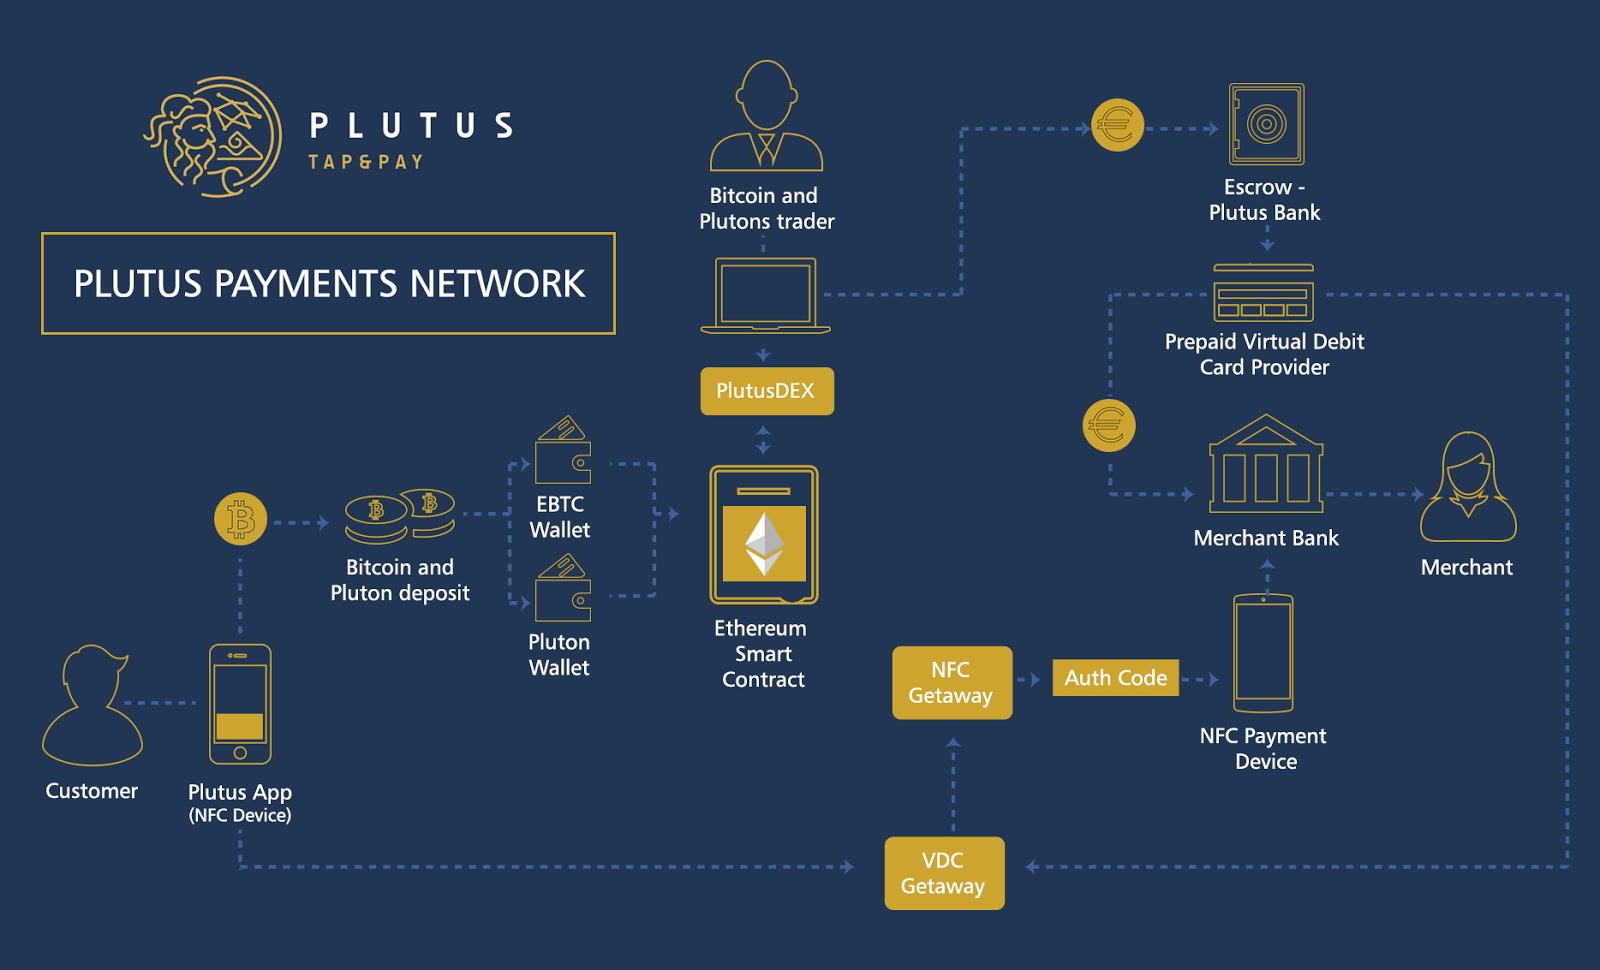 PLUTUS
TAP&PAY
PLUTUS PAYMENTS NETWORK
Bitcoin and
Plutons trader
Escrow -
Plutus Bank
Prepaid Virtual Debit
Card Provider
PlutusDEX
EBTC
Wallet
Bitcoin and
Pluton deposit
Pluton
Wallet
Ethereum
Smart
Contract
Merchant Bank
Merchant
NFC
Getaway
Auth Code
NFC Payment
Device
Customer
Plutus App
(NFC Device)
VDC
Getaway